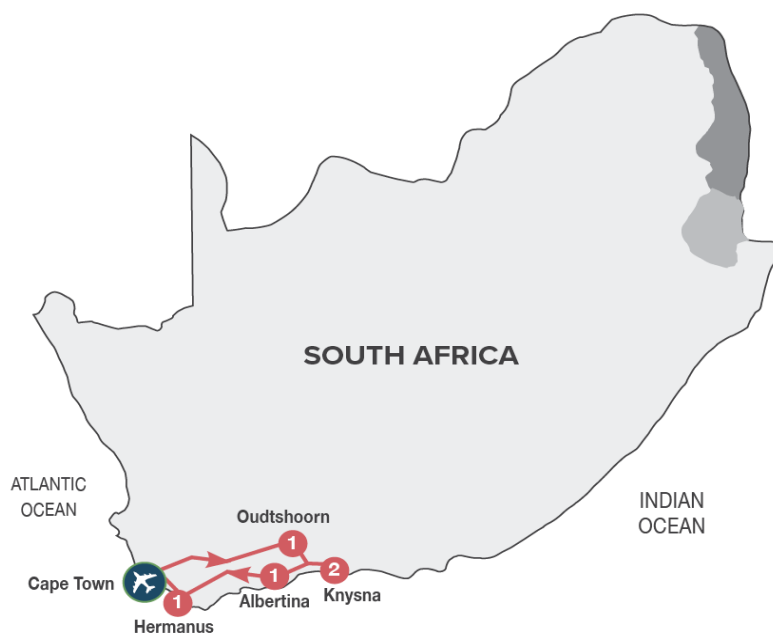 SOUTH AFRICA
ATLANTIC
OCEAN
INDIAN
OCEAN
Oudtshoorn
1
Cape Town
1
2
Albertina
Knysna
1
Hermanus